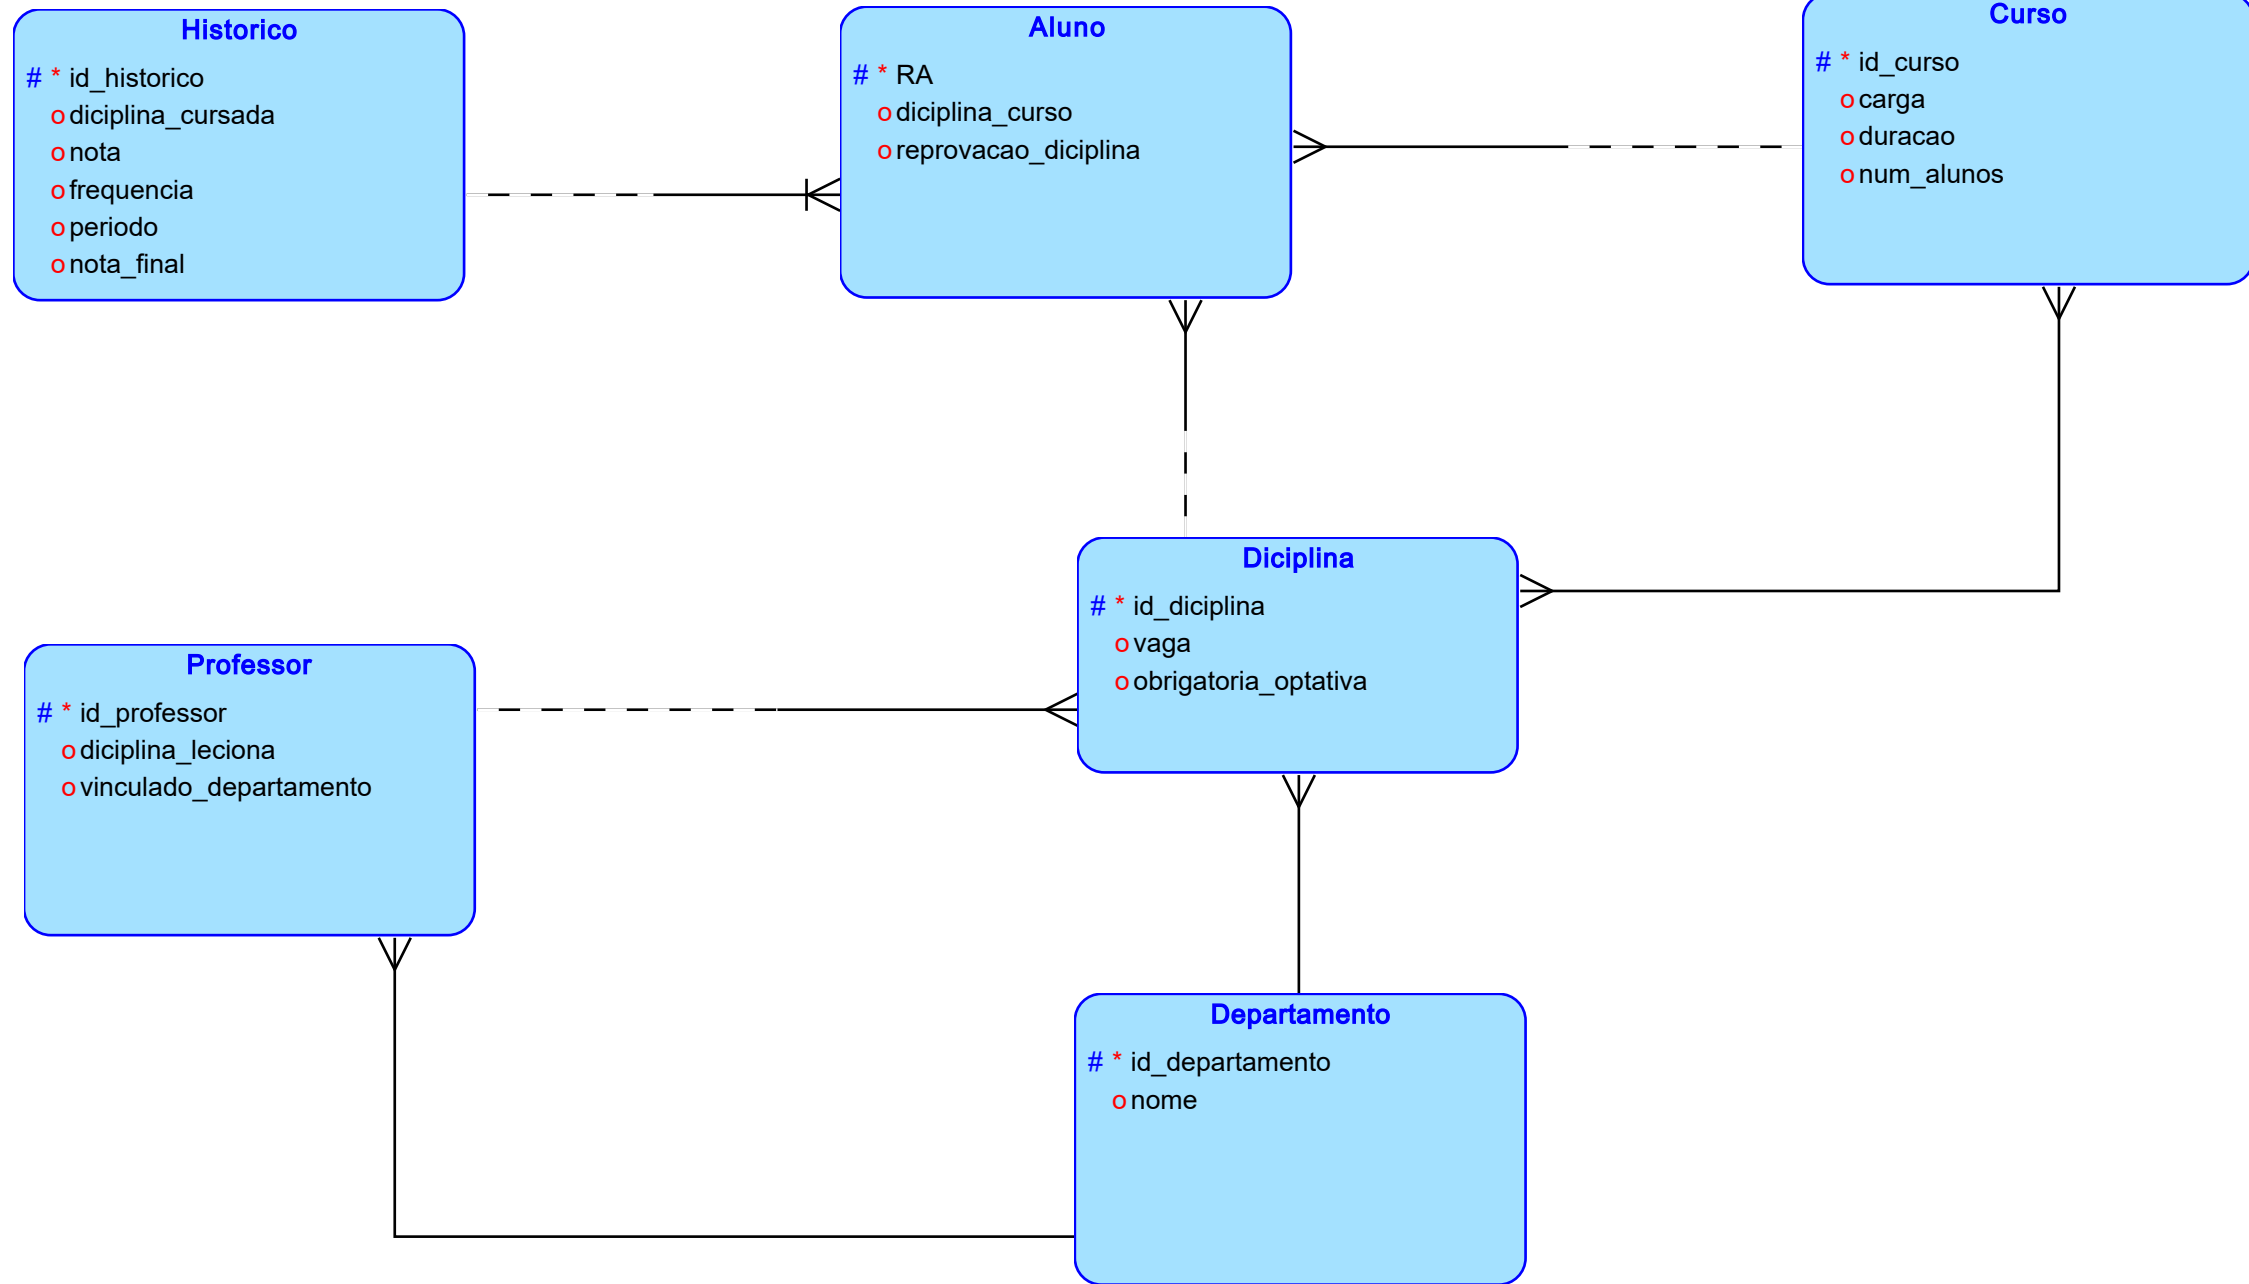 Historico
# * id_historico
o diciplina_cursada
o nota
o frequencia
o periodo
o nota_final
Aluno
# * RA
o diciplina_curso
o reprovacao_diciplina
Curso
# * id_curso
o carga
o duracao
o num_alunos
Diciplina
# * id_diciplina
o vaga
o obrigatoria_optativa
Professor
# * id_professor
o diciplina_leciona
o vinculado_departamento
Departamento
# * id_departamento
o nome